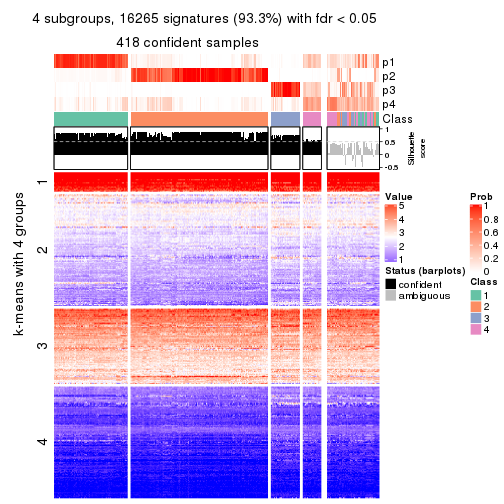 4 subgroups, 16265 signatures (93.3%) with fdr < 0.05
418 confident samples
p1
p2
p3
p4
Class
1
0.5
0
-0.5
Silhouette
score
k-means with 4 groups
1
2
3
4
Value
5
4
3
2
1
Status (barplots)
confident
ambiguous
Prob
1
0.8
0.6
0.4
0.2
0
Class
1
2
3
4